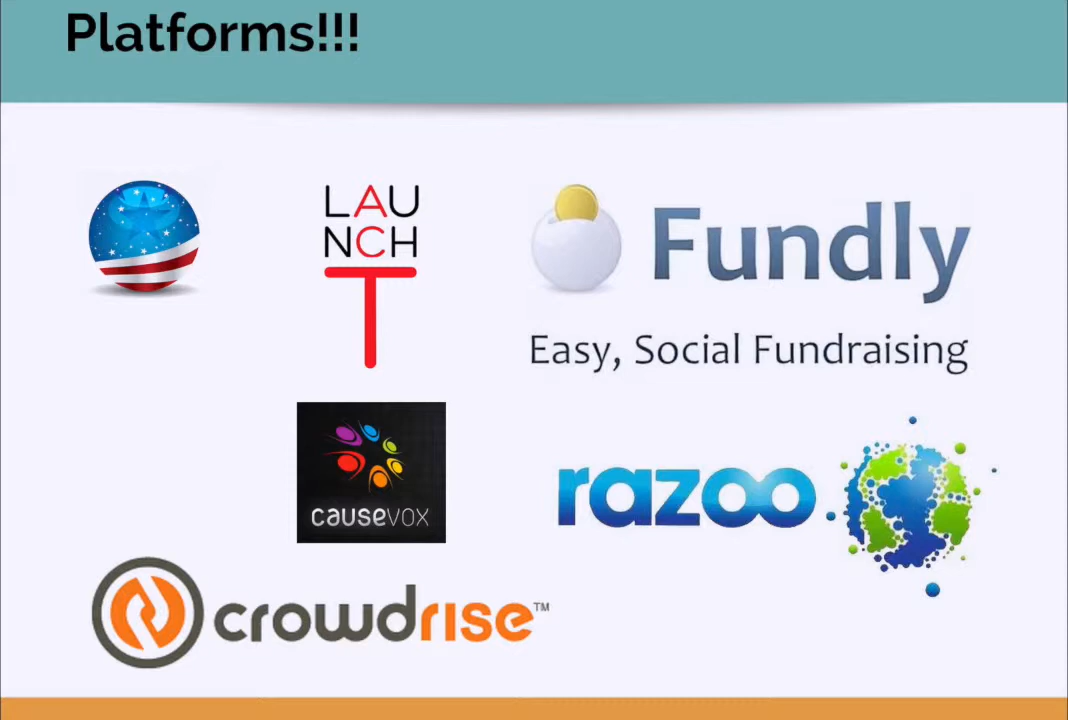 Platforms!!!
LAU
NCH
T
Fundly
Easy, Social Fundraising
causevox
razoo
crowdrise™